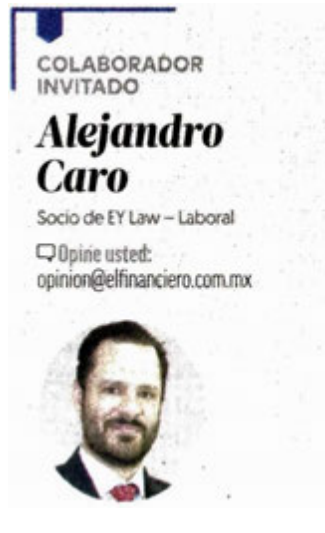 COLABORADOR
INVITADO
Alejandro
Caro
Socio de EY Law – Laboral
Opine usted:
opinion@elfinanciero.com.mx